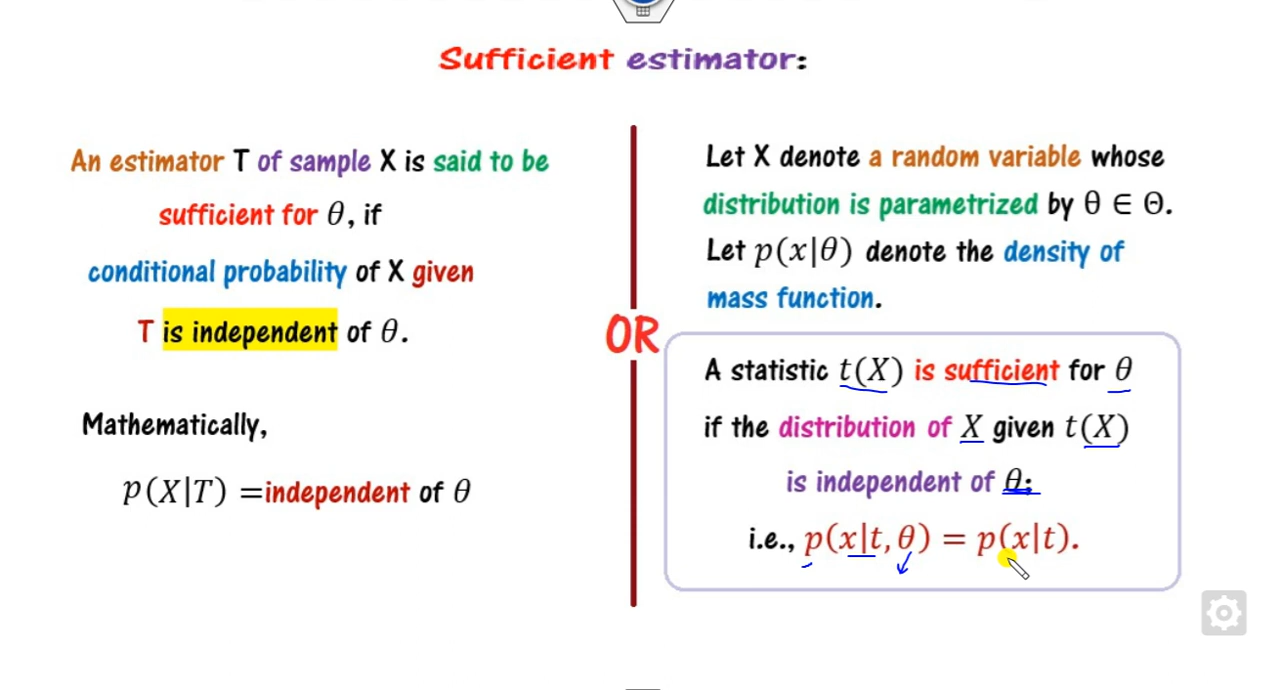 Sufficient estimator:
An estimator T of sample X is said to be
sufficient for θ, if
conditional probability of X given
T is independent of θ.
Mathematically,
p(X|T) =independent of θ
OR
Let X denote a random variable whose
distribution is parametrized by θ ∈ Θ.
Let p(x|θ) denote the density of
mass function.
A statistic t(X) is sufficient for θ
if the distribution of X given t(X)
is independent of θ;
i.e., p(x|t, θ) = p(x|t).